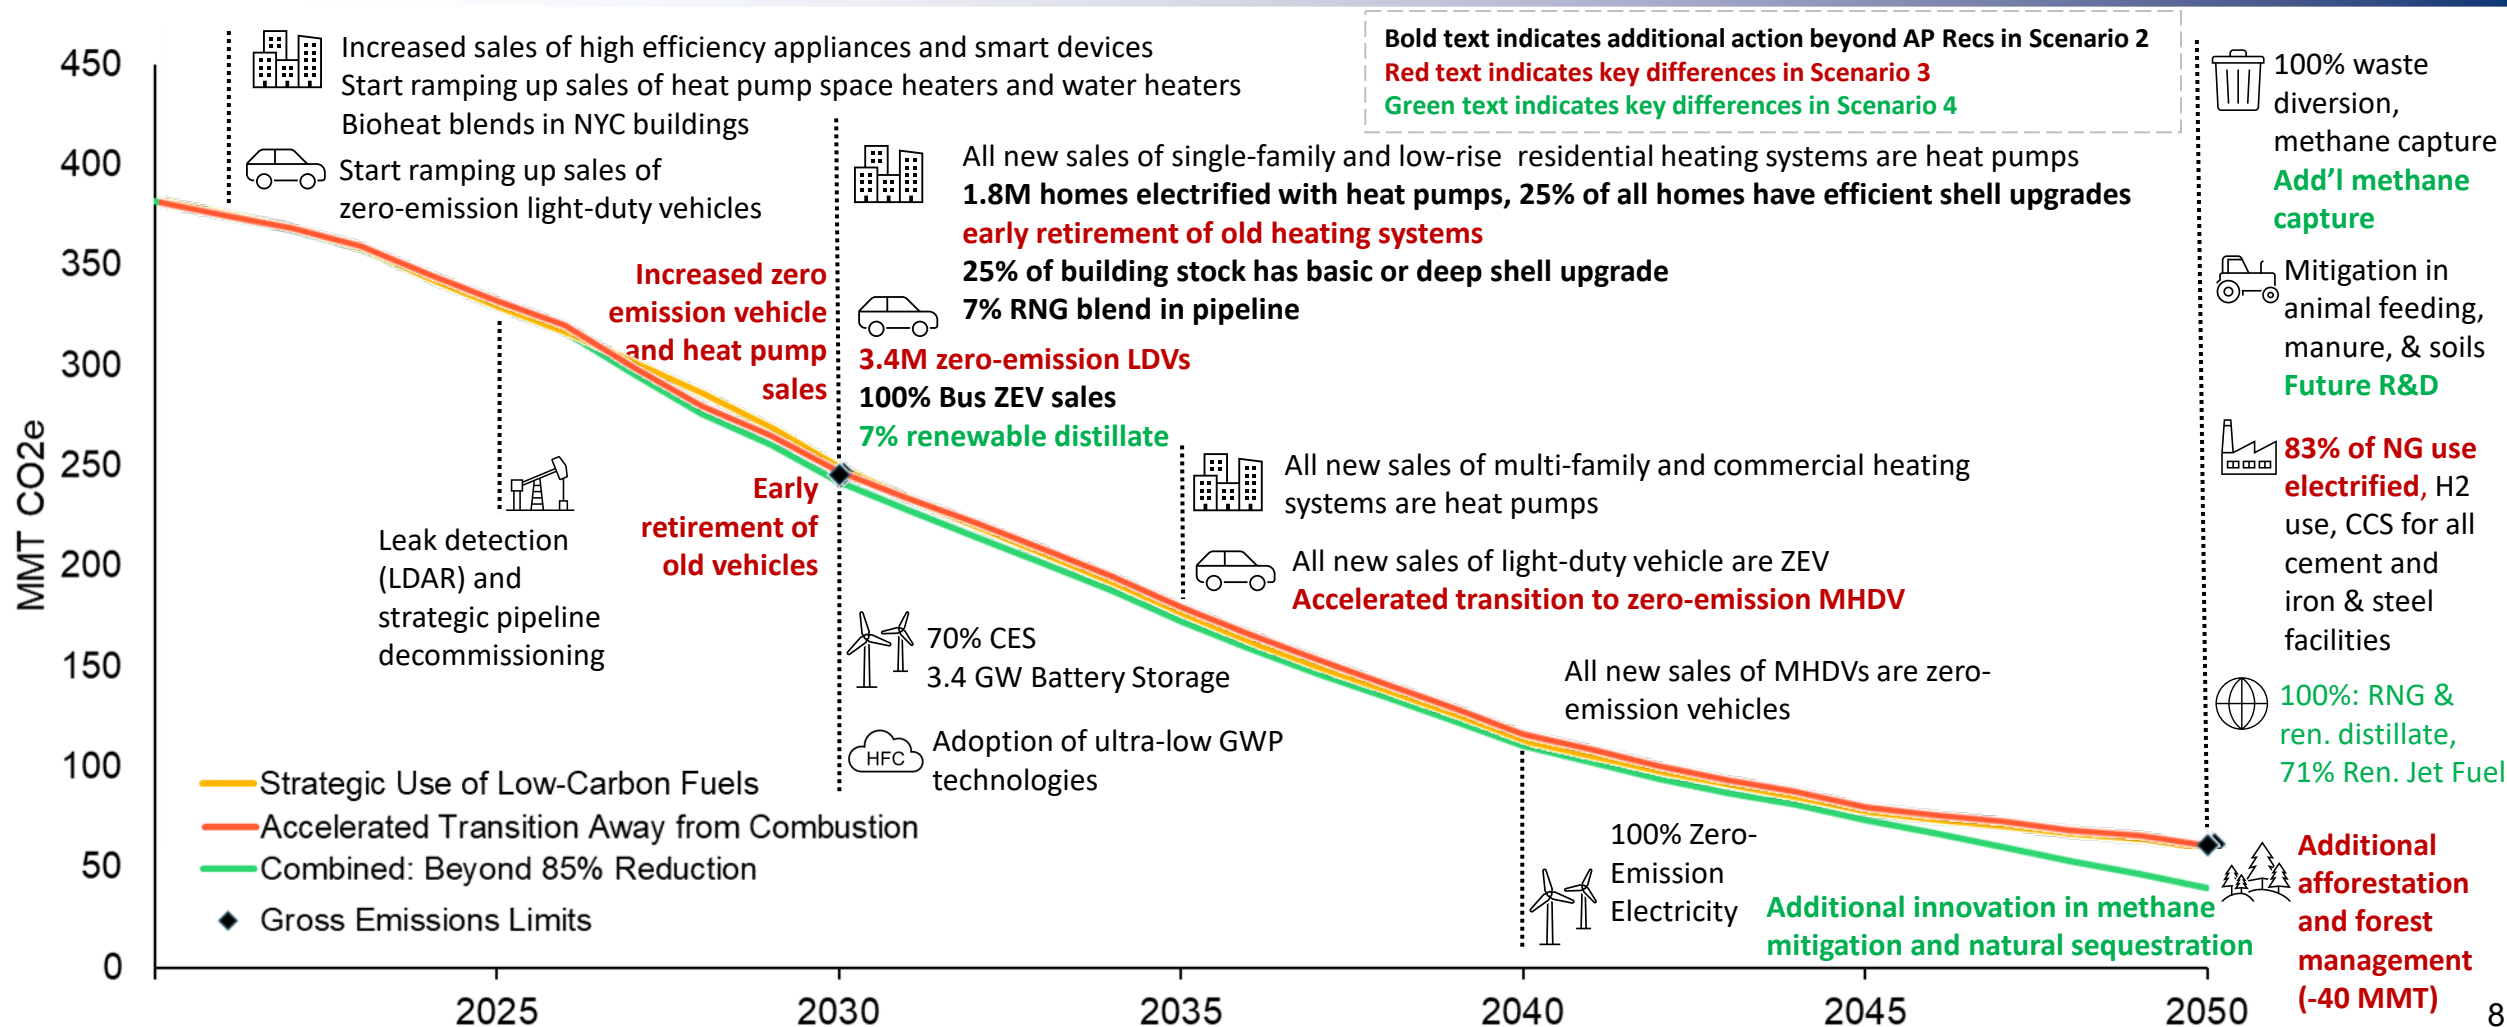 Increased sales of high efficiency appliances and smart devices
Start ramping up sales of heat pump space heaters and water heaters
Bioheat blends in NYC buildings
Start ramping up sales of
zero-emission light-duty vehicles
Bold text indicates additional action beyond AP Recs in Scenario 2
Red text indicates key differences in Scenario 3
Green text indicates key differences in Scenario 4
All new sales of single-family and low-rise residential heating systems are heat pumps
1.8M homes electrified with heat pumps, 25% of all homes have efficient shell upgrades
early retirement of old heating systems
25% of building stock has basic or deep shell upgrade
7% RNG blend in pipeline
3.4M zero-emission LDVs
100% Bus ZEV sales
7% renewable distillate
Increased zero
emission vehicle
and heat pump
sales
Early
retirement of
old vehicles
Leak detection
(LDAR) and
strategic pipeline
decommissioning
70% CES
3.4 GW Battery Storage
HFC
Adoption of ultra-low GWP
technologies
All new sales of multi-family and commercial heating
systems are heat pumps
All new sales of light-duty vehicle are ZEV
Accelerated transition to zero-emission MHDV
All new sales of MHDVs are zero-
emission vehicles
100% Zero-
Emission
Electricity
Additional innovation in methane
mitigation and natural sequestration
100% waste
diversion,
methane capture
Add'l methane
capture
Mitigation in
animal feeding,
manure, & soils
Future R&D
83% of NG use
electrified, H2
use, CCS for all
cement and
iron & steel
facilities
100%: RNG &
ren. distillate,
71% Ren. Jet Fuel
Additional
afforestation
and forest
management
(-40 MMT)
MMT CO2e
450
400
350
300
250
200
150
100
50
0
Strategic Use of Low-Carbon Fuels
Accelerated Transition Away from Combustion
Combined: Beyond 85% Reduction
Gross Emissions Limits
2025
2030
2035
2040
2045
2050
8